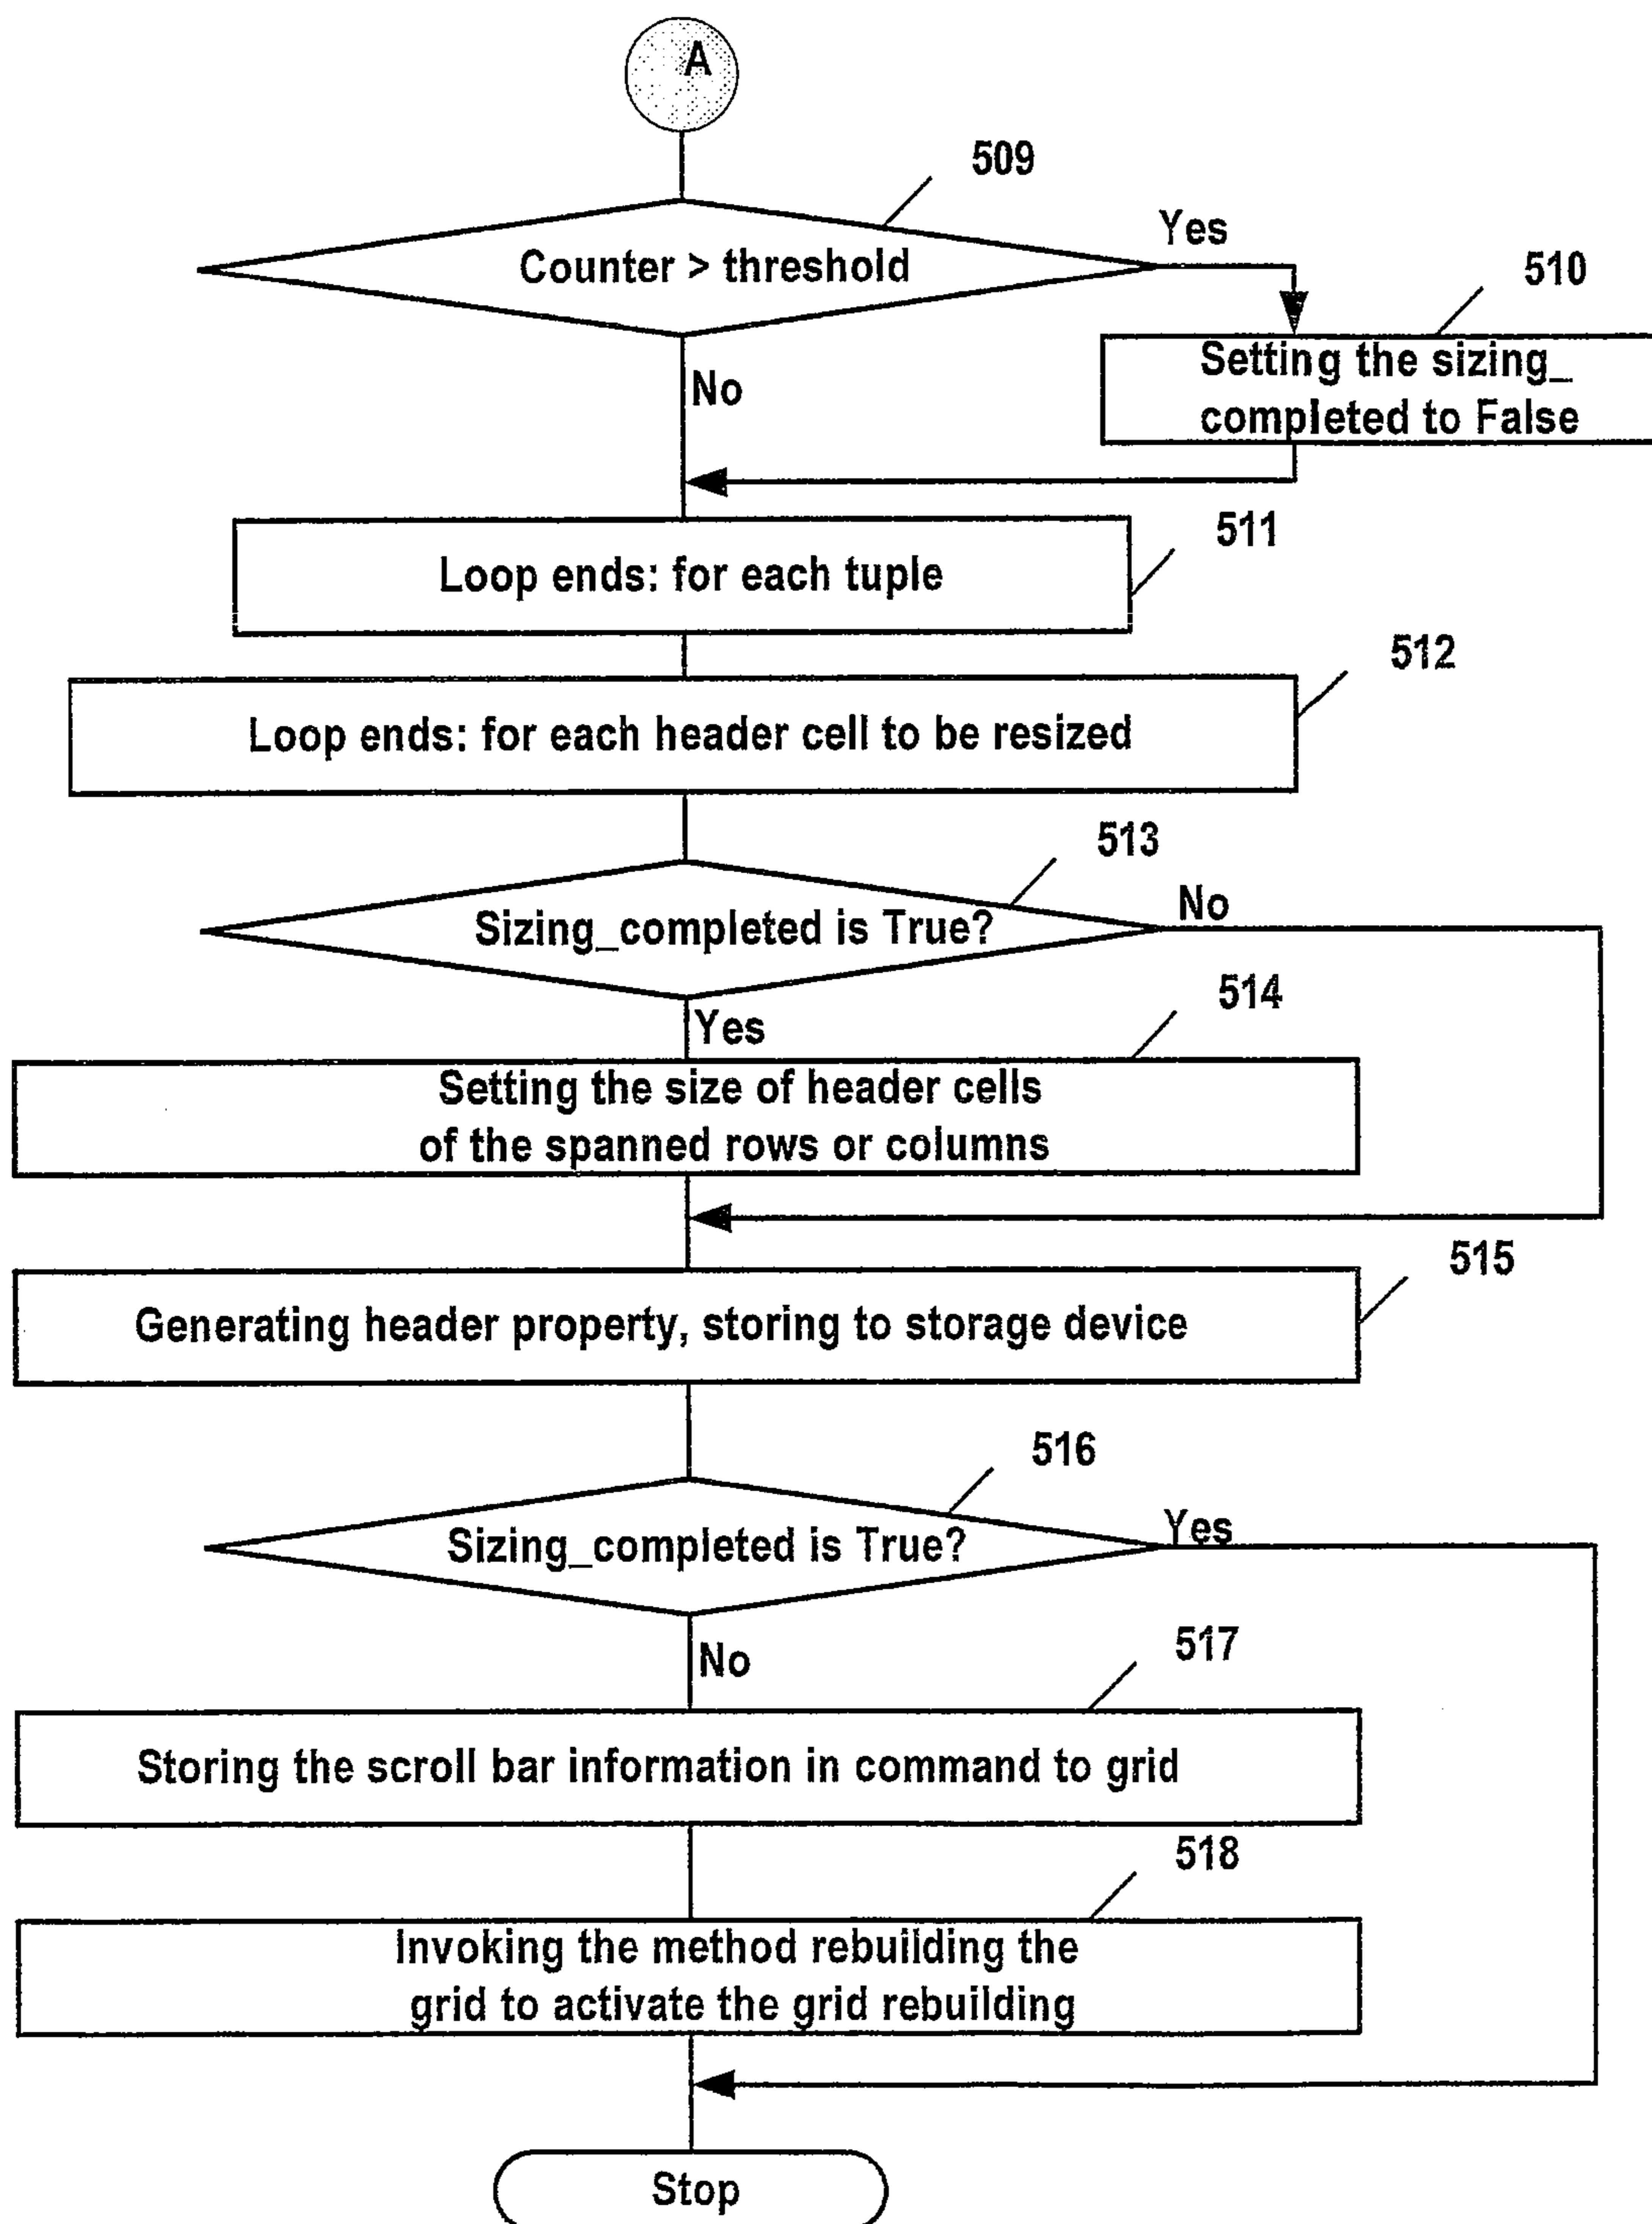 A
509
Counter > threshold
Yes
510
Setting the sizing_
completed to False
No
511
Loop ends: for each tuple
512
Loop ends: for each header cell to be resized
513
Sizing_completed is True?
No
514
Yes
Setting the size of header cells
of the spanned rows or columns
515
Generating header property, storing to storage device
516
Sizing_completed is True?
Yes
517
No
Storing the scroll bar information in command to grid
518
Invoking the method rebuilding the
grid to activate the grid rebuilding
Stop